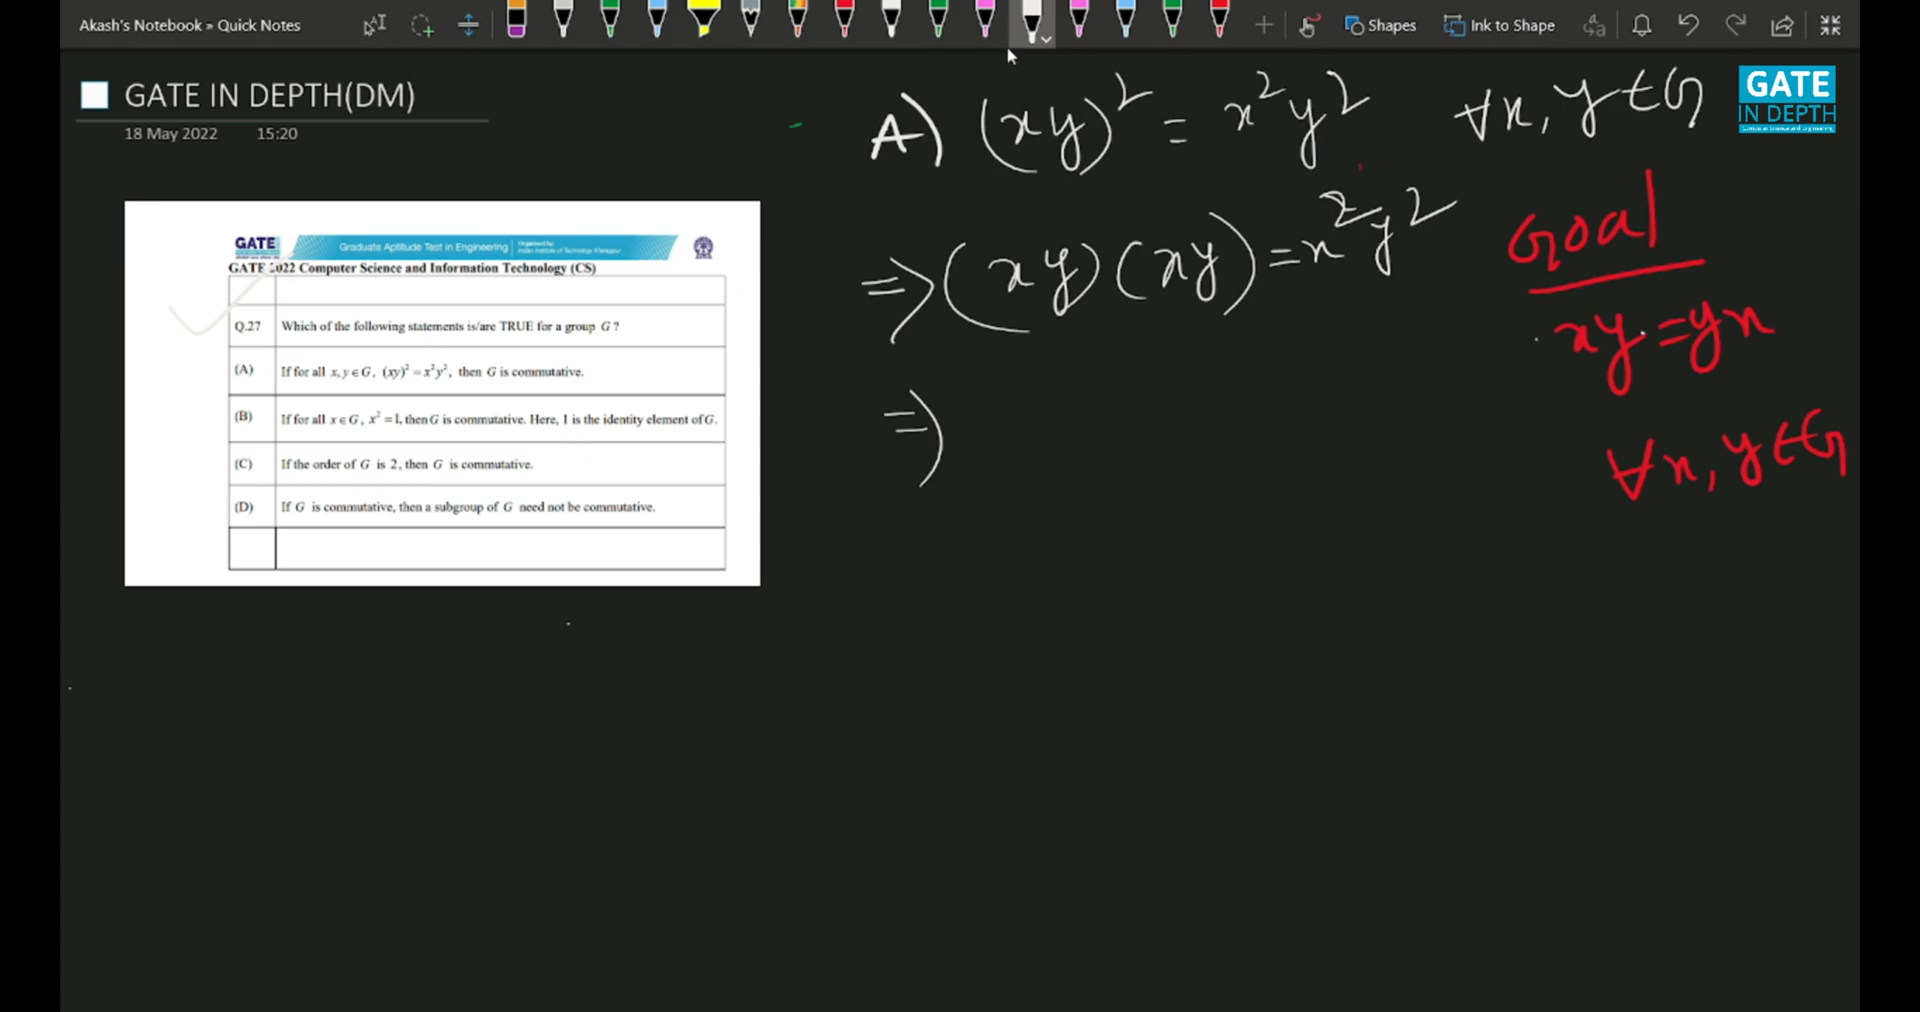 Akash's Notebook » Quick Notes
Shapes
Ink to Shape
GATE IN DEPTH(DM)
18 May 2022 15:20
GATE
IN DEPTH
A) (xy)² = x²y² ∀x, y ∈ G
⇒ (xy)(xy) = x²y²
⇒)
Goal
xy = yx
∀x, y ∈ G
GATE
Graduate Aptitude Test in Engineering
GATE 2022 Computer Science and Information Technology (CS)
Q.27 Which of the following statements is/are TRUE for a group G ?
(A) If for all x, y ∈ G, (xy)² = x²y², then G is commutative.
(B) If for all x ∈ G, x² = 1, then G is commutative. Here, 1 is the identity element of G.
(C) If the order of G is 2, then G is commutative.
(D) If G is commutative, then a subgroup of G need not be commutative.